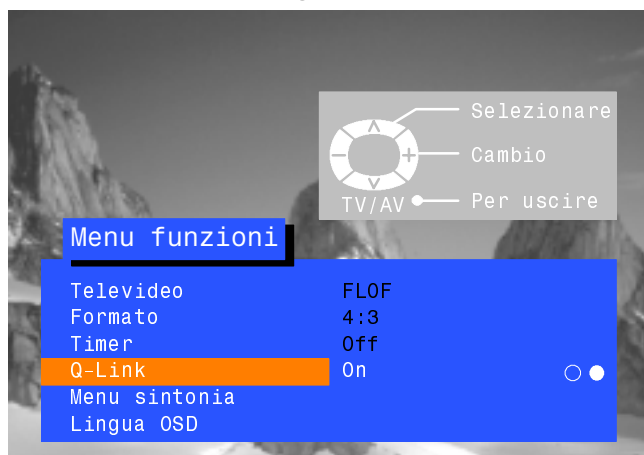 Selezionare
Cambio
TV/AV Per uscire
Menu funzioni
Televideo FLOF
Formato 4:3
Timer Off
Q-Link On
Menu sintonia
Lingua OSD